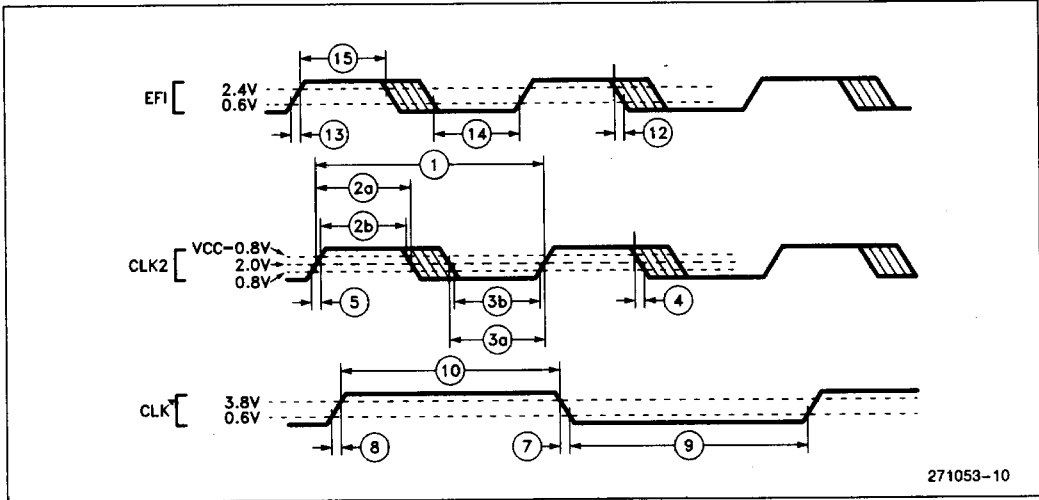 15
EFI
2.4V
0.6V
13
14
12
1
2a
2b
CLK2
VCC-0.8V
2.0V
0.8V
5
3b
4
3a
10
CLK
3.8V
0.6V
8
7
9
271053-10